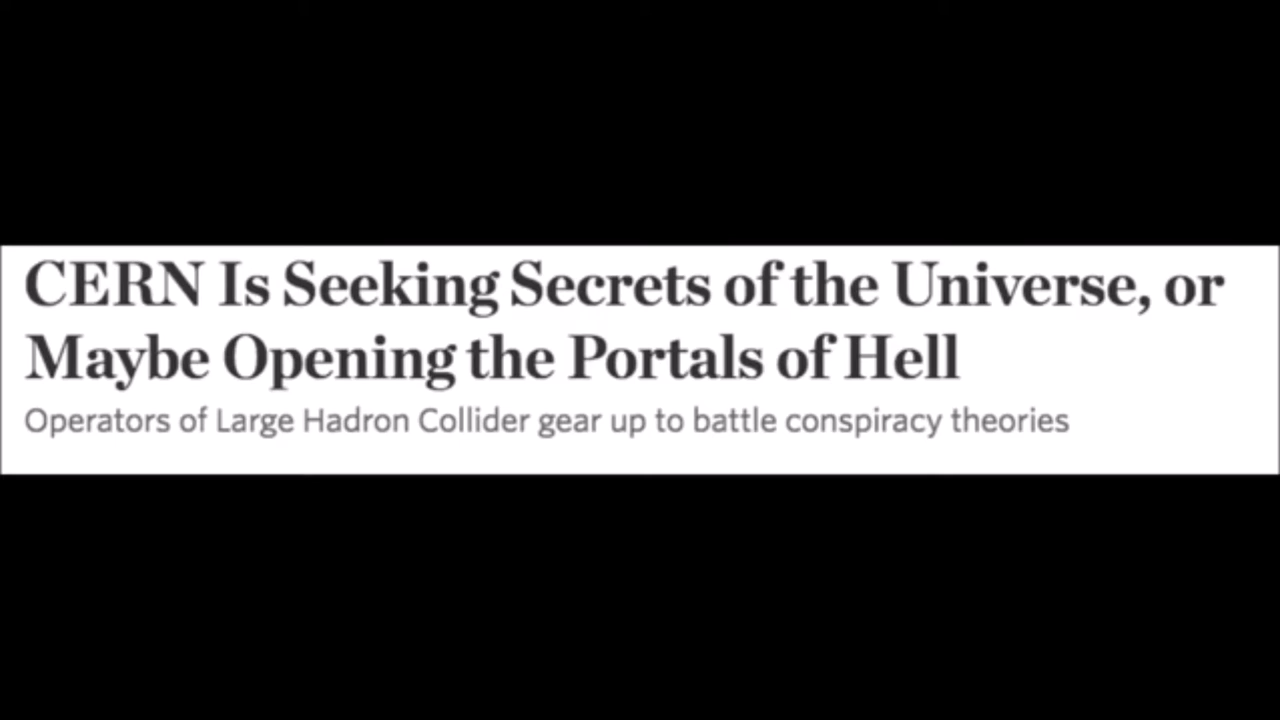 CERN Is Seeking Secrets of the Universe, or
Maybe Opening the Portals of Hell
Operators of Large Hadron Collider gear up to battle conspiracy theories